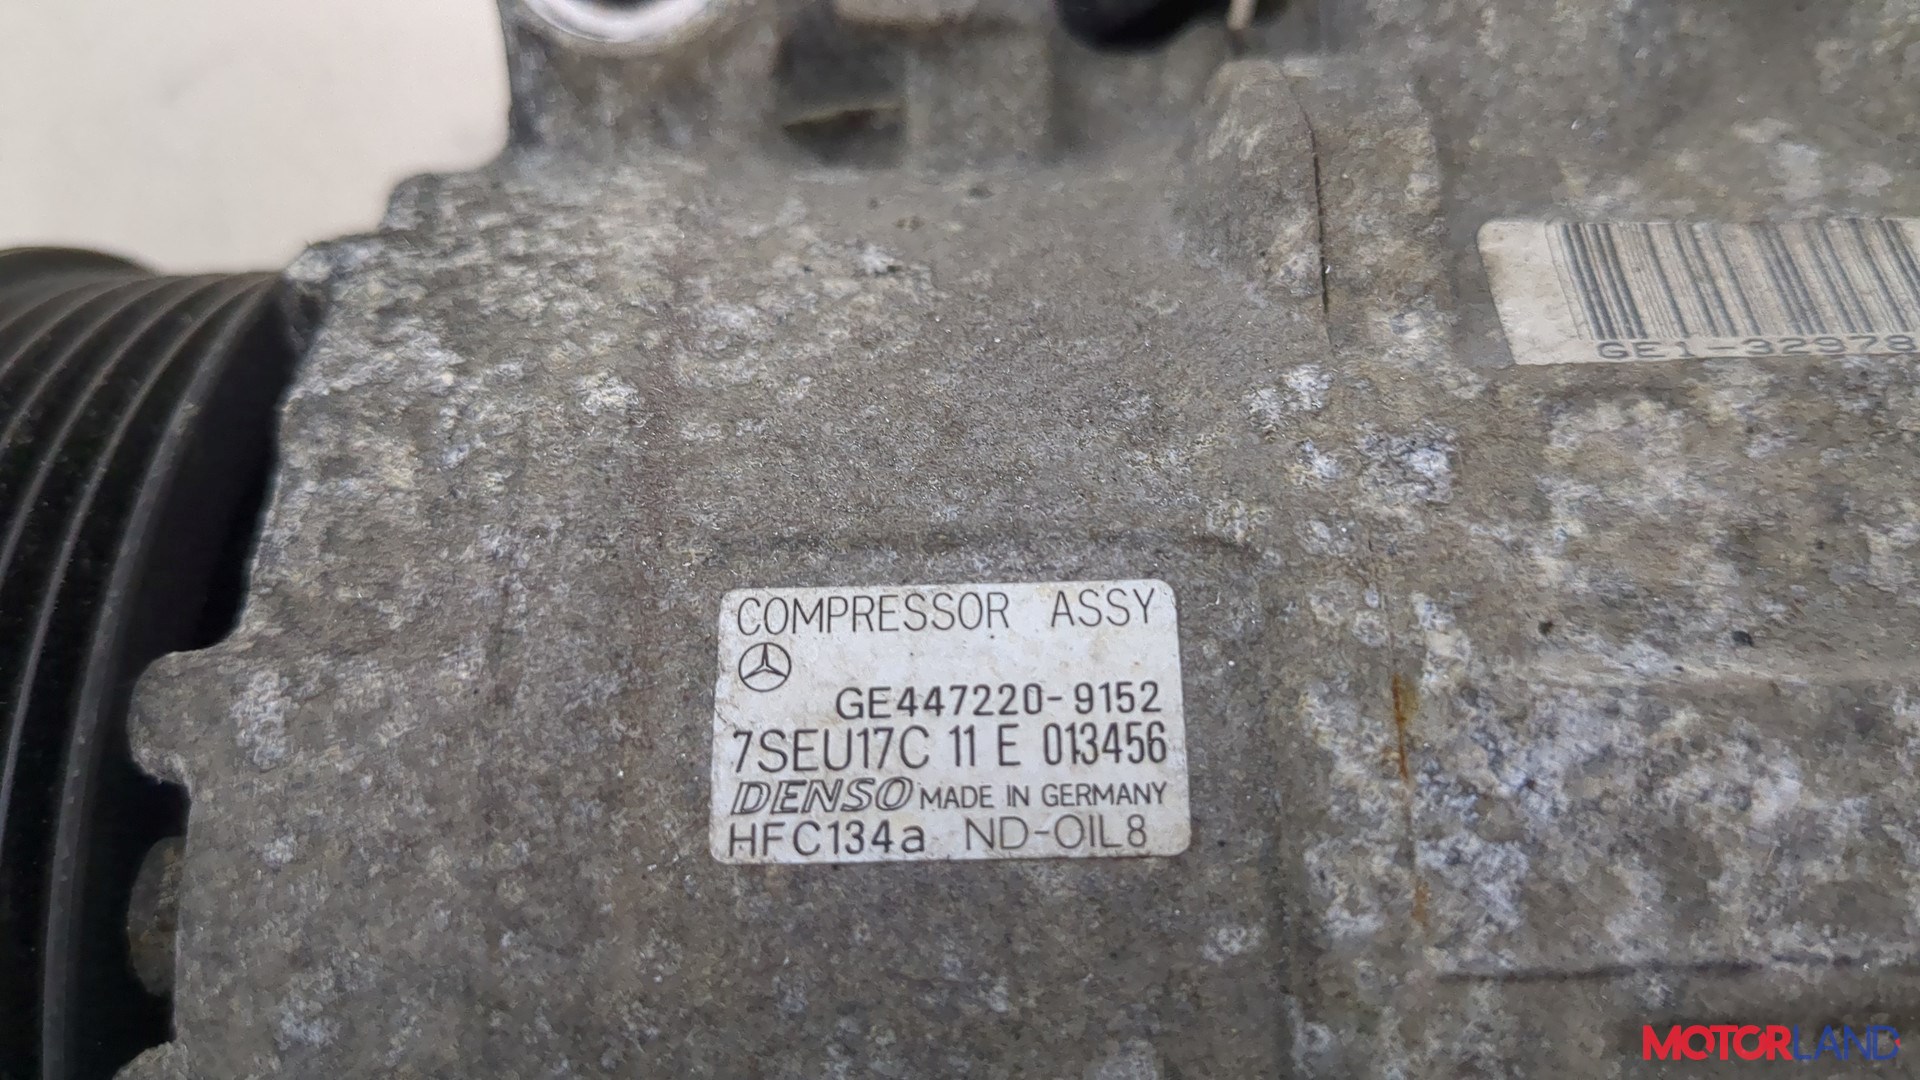 GE1-32978
COMPRESSOR ASSY
GE447220-9152
7SEU17C 11 E 013456
DENSO MADE IN GERMANY
HFC134a ND-OIL8
MOTORLAND